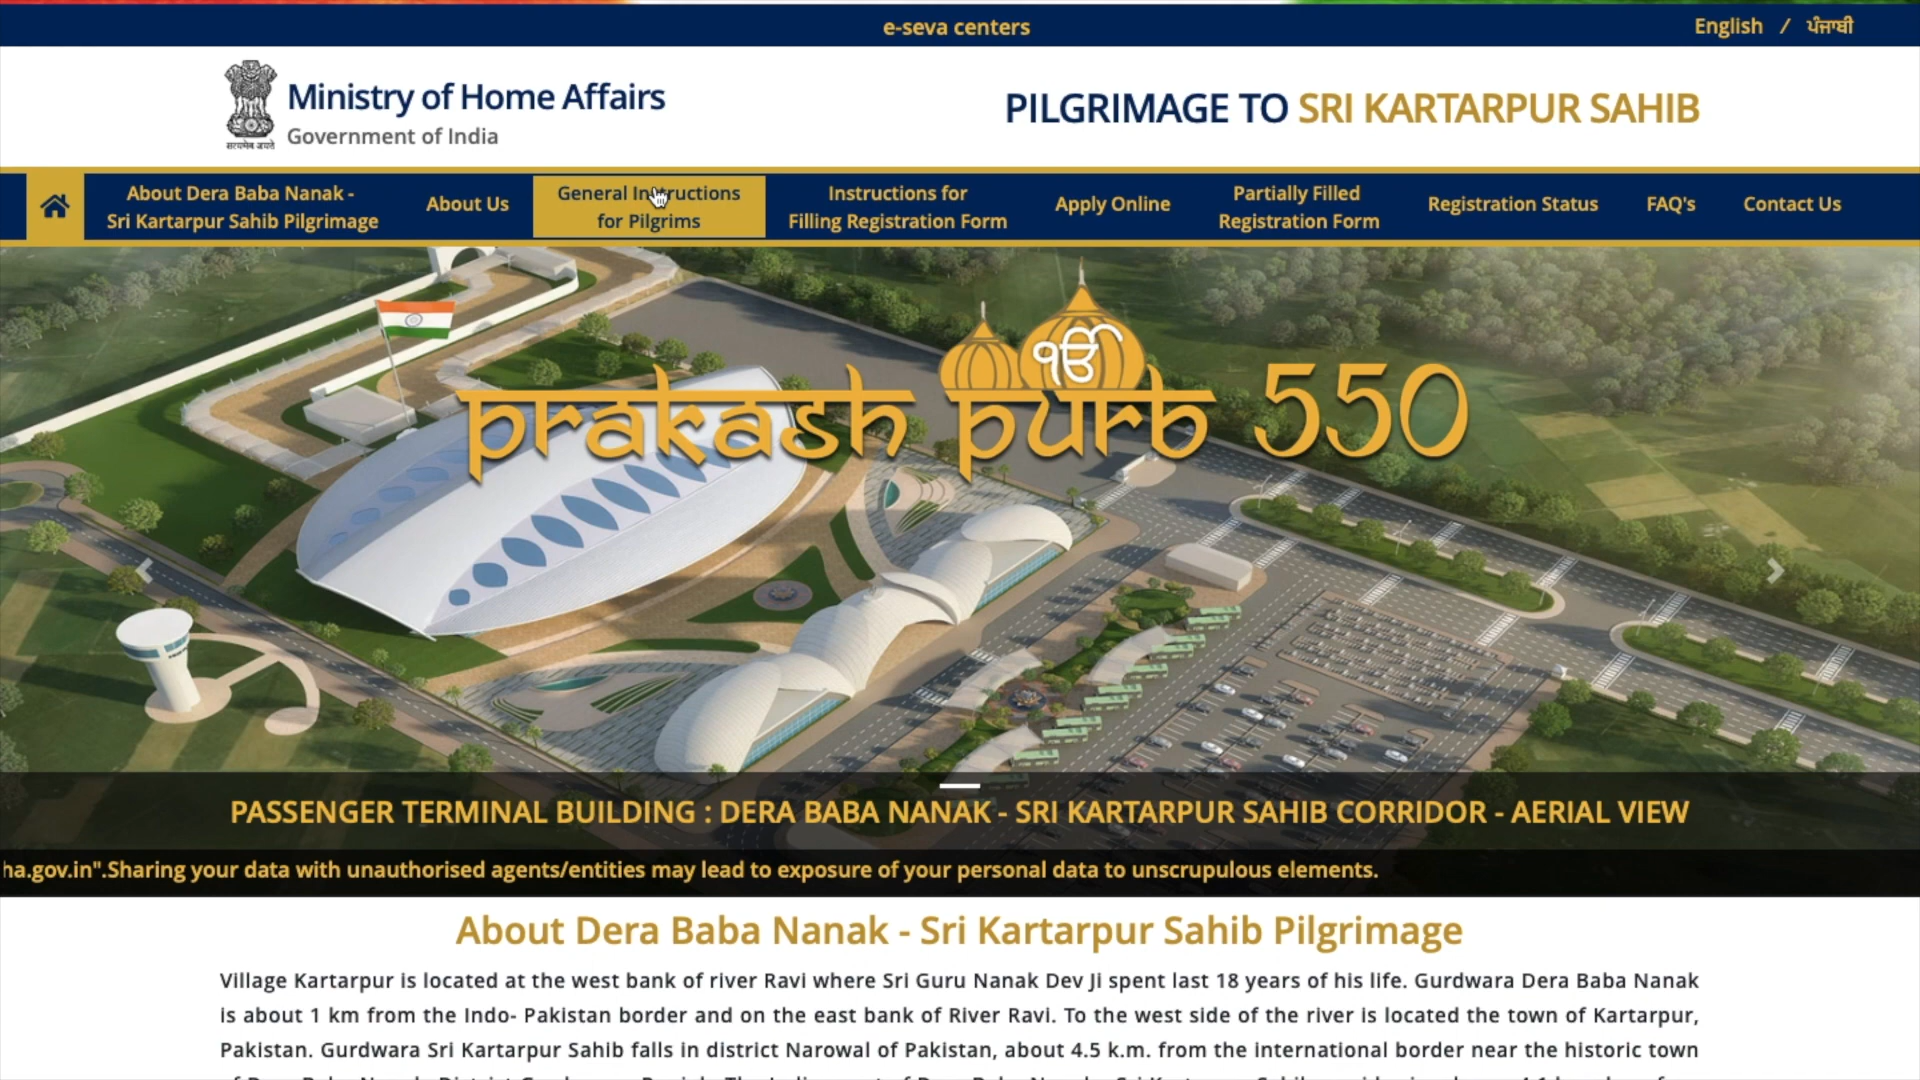 e-seva centers
English / ਪੰਜਾਬੀ
Ministry of Home Affairs
Government of India
सत्यमेव जयते
PILGRIMAGE TO SRI KARTARPUR SAHIB
About Dera Baba Nanak -
Sri Kartarpur Sahib Pilgrimage
About Us
General Instructions
for Pilgrims
Instructions for
Filling Registration Form
Apply Online
Partially Filled
Registration Form
Registration Status
FAQ's
Contact Us
ੴ
prakash purb 550
PASSENGER TERMINAL BUILDING : DERA BABA NANAK - SRI KARTARPUR SAHIB CORRIDOR - AERIAL VIEW
ha.gov.in".Sharing your data with unauthorised agents/entities may lead to exposure of your personal data to unscrupulous elements.
About Dera Baba Nanak - Sri Kartarpur Sahib Pilgrimage
Village Kartarpur is located at the west bank of river Ravi where Sri Guru Nanak Dev Ji spent last 18 years of his life. Gurdwara Dera Baba Nanak
is about 1 km from the Indo- Pakistan border and on the east bank of River Ravi. To the west side of the river is located the town of Kartarpur,
Pakistan. Gurdwara Sri Kartarpur Sahib falls in district Narowal of Pakistan, about 4.5 k.m. from the international border near the historic town